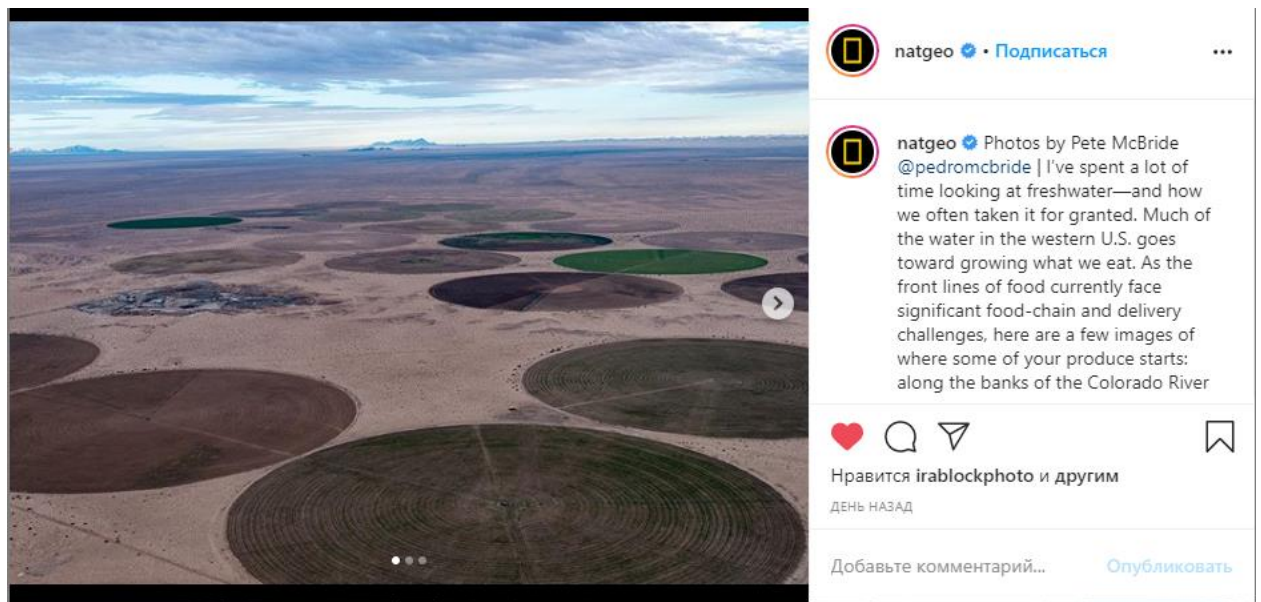 natgeo • Подписаться
natgeo Photos by Pete McBride
@pedromcbride | I've spent a lot of
time looking at freshwater—and how
we often taken it for granted. Much of
the water in the western U.S. goes
toward growing what we eat. As the
front lines of food currently face
significant food-chain and delivery
challenges, here are a few images of
where some of your produce starts:
along the banks of the Colorado River
Нравится irablockphoto и другим
ДЕНЬ НАЗАД
Добавьте комментарий... Опубликовать